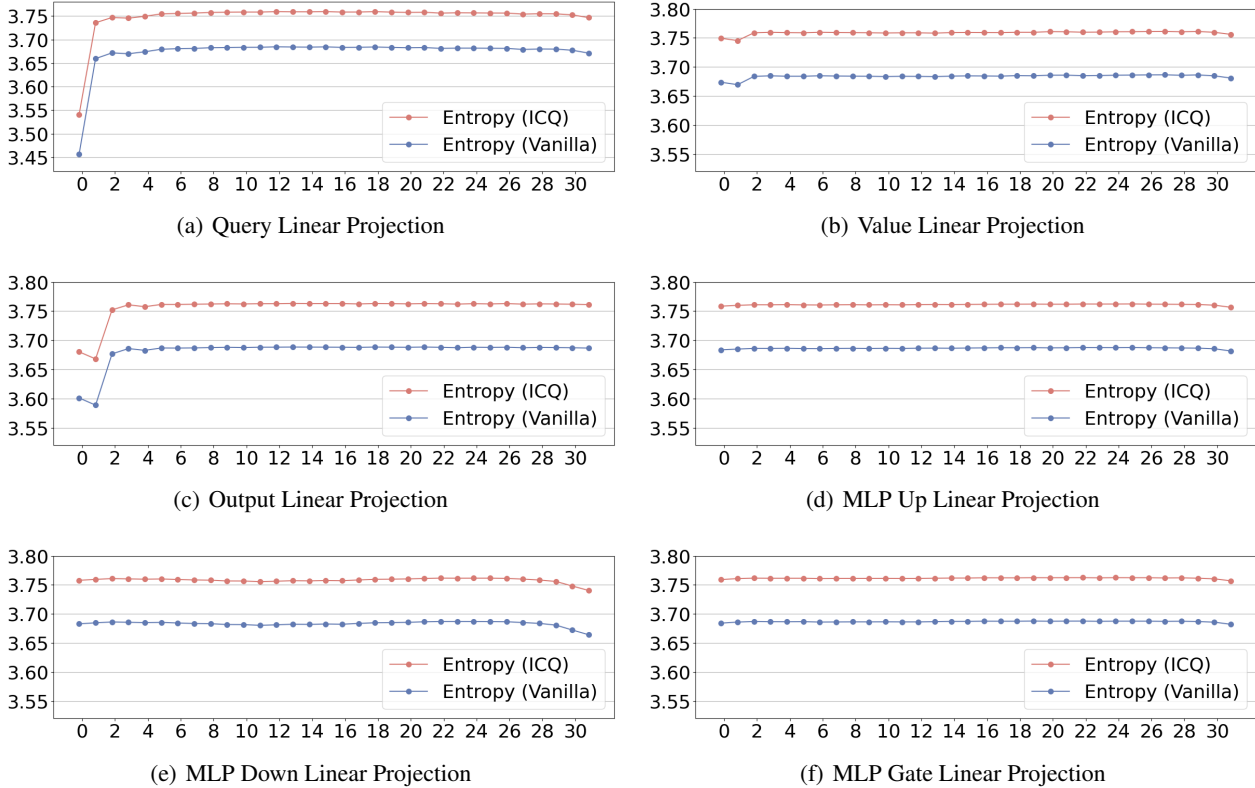 3.75
3.70
3.65
3.60
3.55
3.50
3.45
Entropy (ICQ)
Entropy (Vanilla)
0 2 4 6 8 10 12 14 16 18 20 22 24 26 28 30
(a) Query Linear Projection
3.80
3.75
3.70
3.65
3.60
3.55
Entropy (ICQ)
Entropy (Vanilla)
0 2 4 6 8 10 12 14 16 18 20 22 24 26 28 30
(b) Value Linear Projection
3.80
3.75
3.70
3.65
3.60
3.55
Entropy (ICQ)
Entropy (Vanilla)
0 2 4 6 8 10 12 14 16 18 20 22 24 26 28 30
(c) Output Linear Projection
3.80
3.75
3.70
3.65
3.60
3.55
Entropy (ICQ)
Entropy (Vanilla)
0 2 4 6 8 10 12 14 16 18 20 22 24 26 28 30
(d) MLP Up Linear Projection
3.80
3.75
3.70
3.65
3.60
3.55
Entropy (ICQ)
Entropy (Vanilla)
0 2 4 6 8 10 12 14 16 18 20 22 24 26 28 30
(e) MLP Down Linear Projection
3.80
3.75
3.70
3.65
3.60
3.55
Entropy (ICQ)
Entropy (Vanilla)
0 2 4 6 8 10 12 14 16 18 20 22 24 26 28 30
(f) MLP Gate Linear Projection